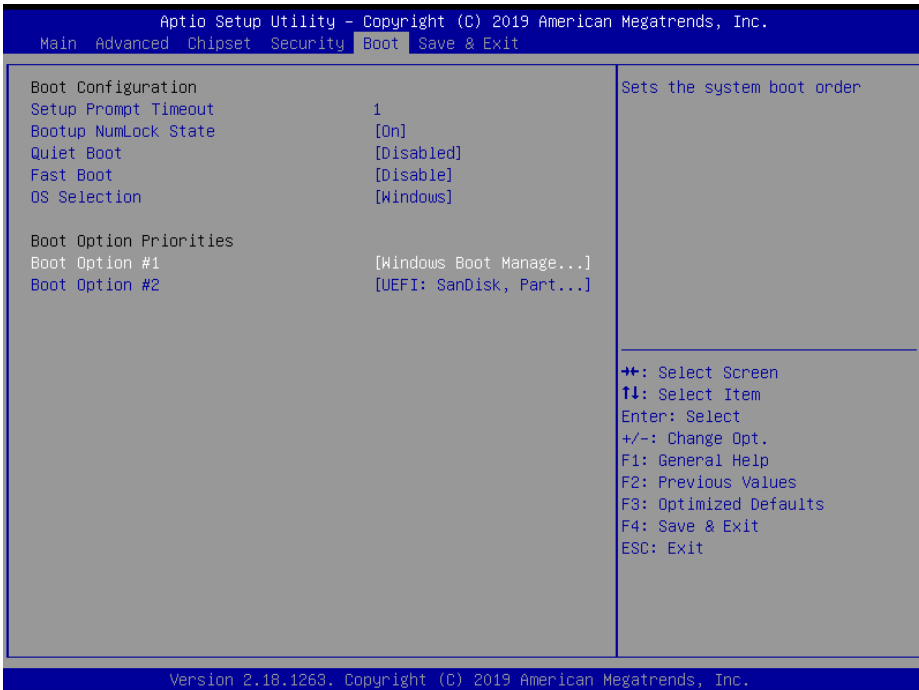 Aptio Setup Utility – Copyright (C) 2019 American Megatrends, Inc.
Main Advanced Chipset Security Boot Save & Exit
Boot Configuration
Setup Prompt Timeout 1
Bootup NumLock State [On]
Quiet Boot [Disabled]
Fast Boot [Disable]
OS Selection [Windows]
Boot Option Priorities
Boot Option #1 [Windows Boot Manage...]
Boot Option #2 [UEFI: SanDisk, Part...]
Sets the system boot order
→←: Select Screen
↑↓: Select Item
Enter: Select
+/-: Change Opt.
F1: General Help
F2: Previous Values
F3: Optimized Defaults
F4: Save & Exit
ESC: Exit
Version 2.18.1263. Copyright (C) 2019 American Megatrends, Inc.